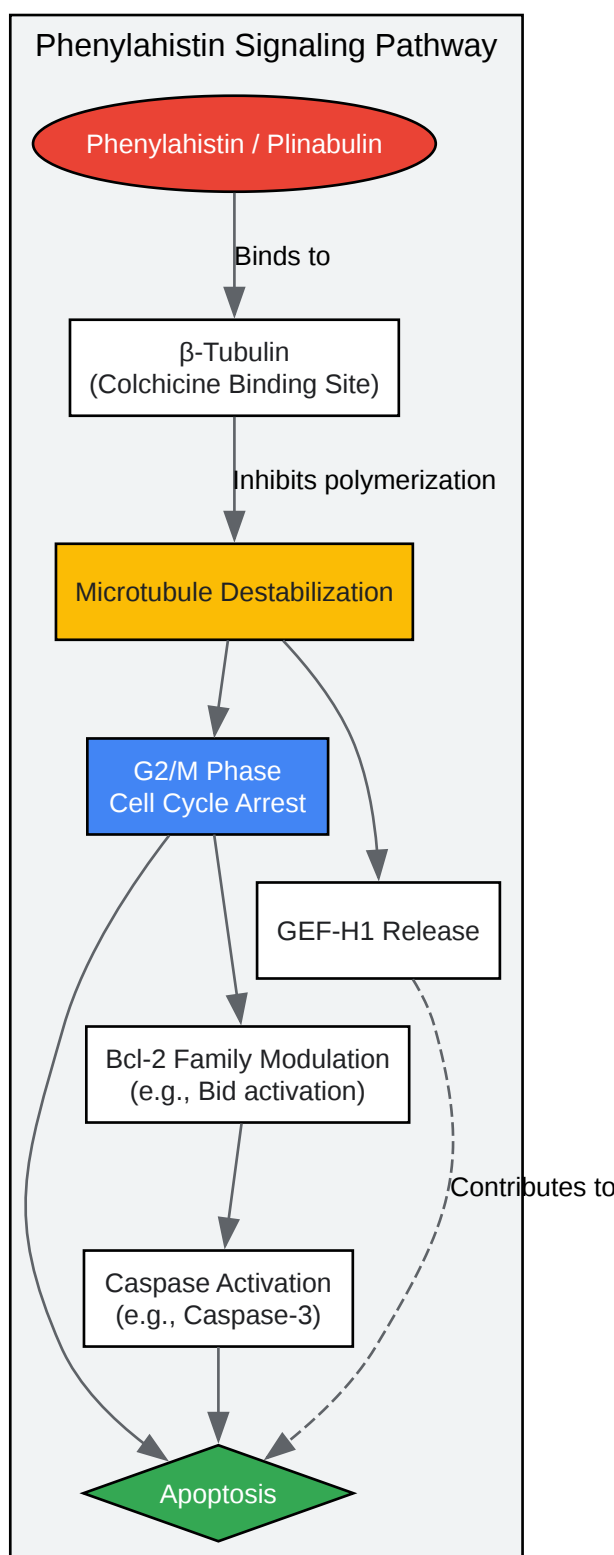 Phenylahistin Signaling Pathway
Phenylahistin / Plinabulin
Binds to
β-Tubulin
(Colchicine Binding Site)
Inhibits polymerization
Microtubule Destabilization
G2/M Phase
Cell Cycle Arrest
GEF-H1 Release
Bcl-2 Family Modulation
(e.g., Bid activation)
Contributes to
Caspase Activation
(e.g., Caspase-3)
Apoptosis